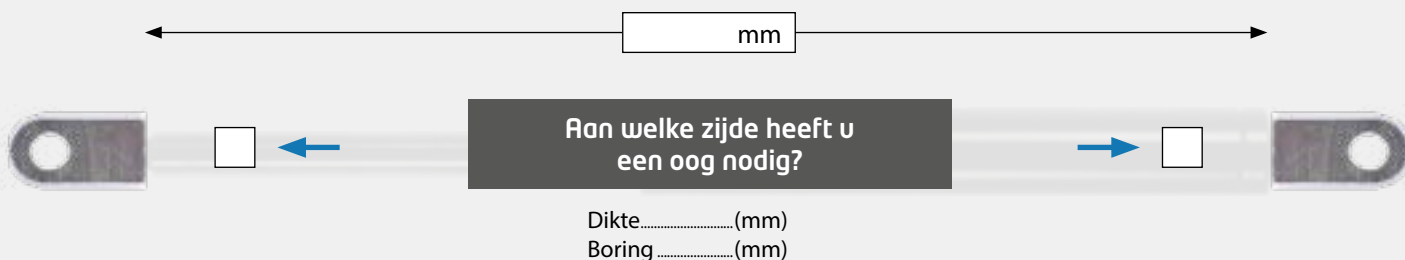 mm
Aan welke zijde heeft u
een oog nodig?
Dikte............................(mm)
Boring .......................(mm)